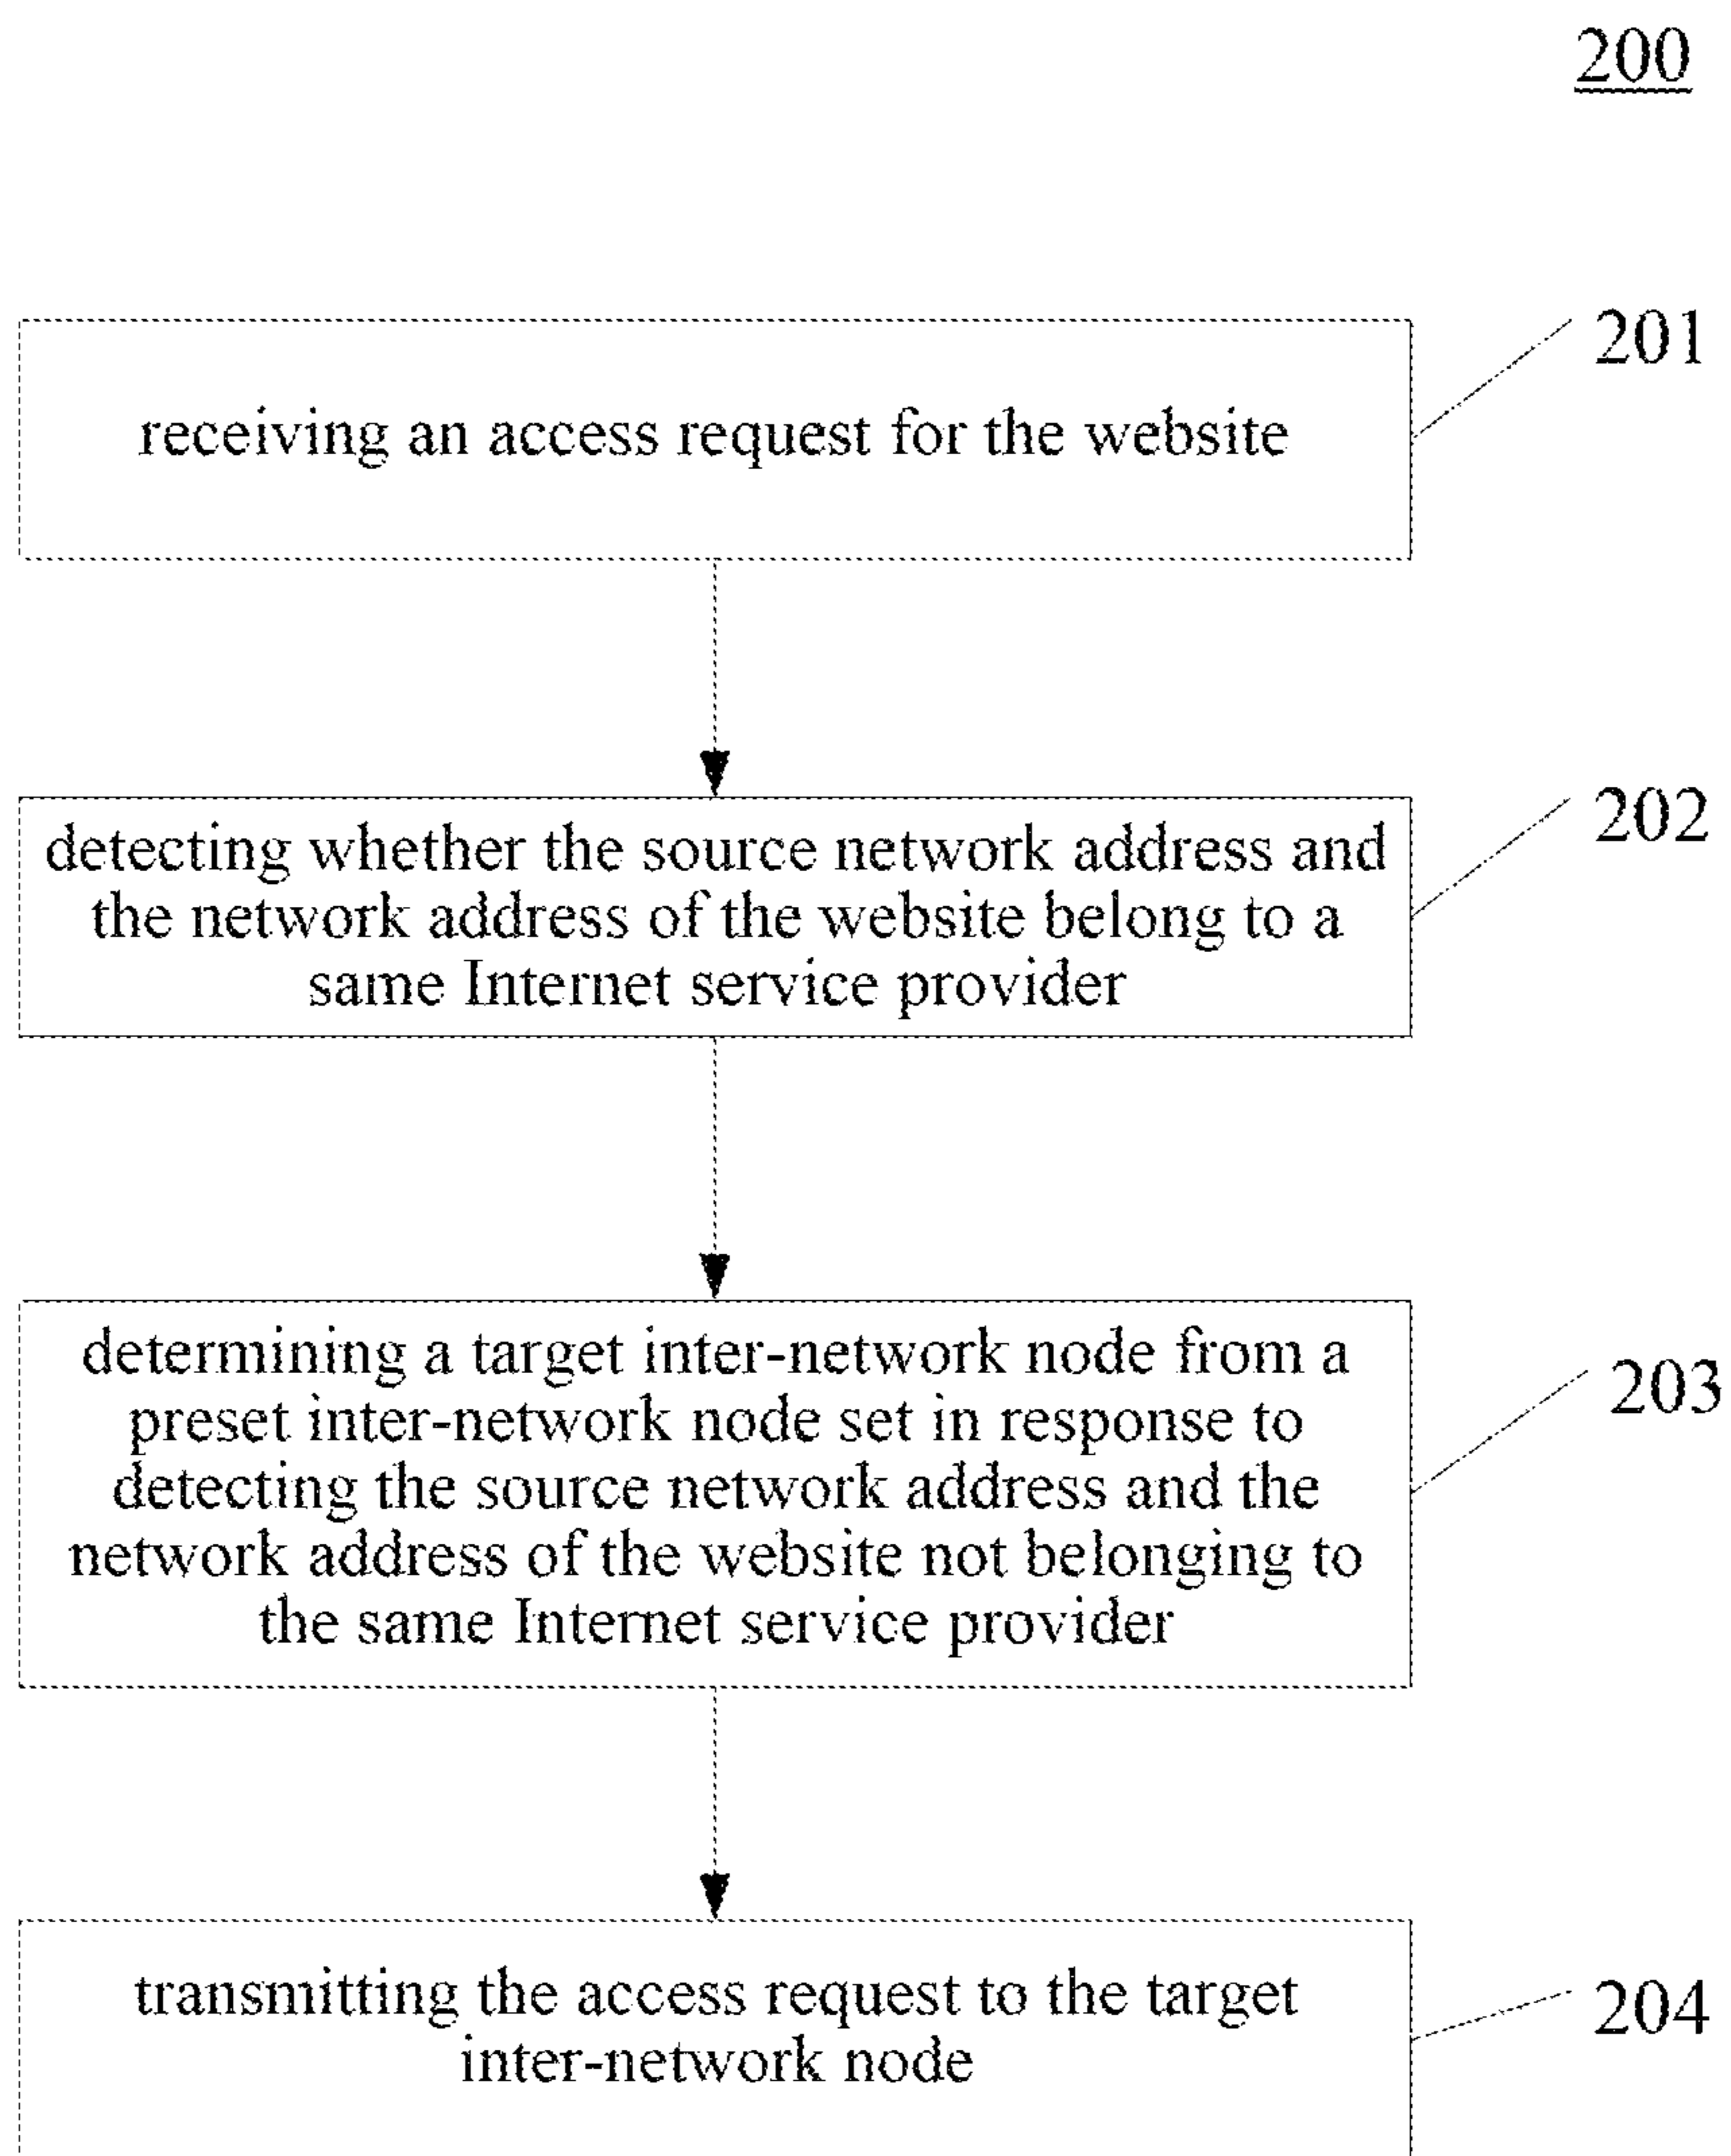 200
201
receiving an access request for the website
202
detecting whether the source network address and
the network address of the website belong to a
same Internet service provider
203
determining a target inter-network node from a
preset inter-network node set in response to
detecting the source network address and the
network address of the website not belonging to
the same Internet service provider
204
transmitting the access request to the target
inter-network node